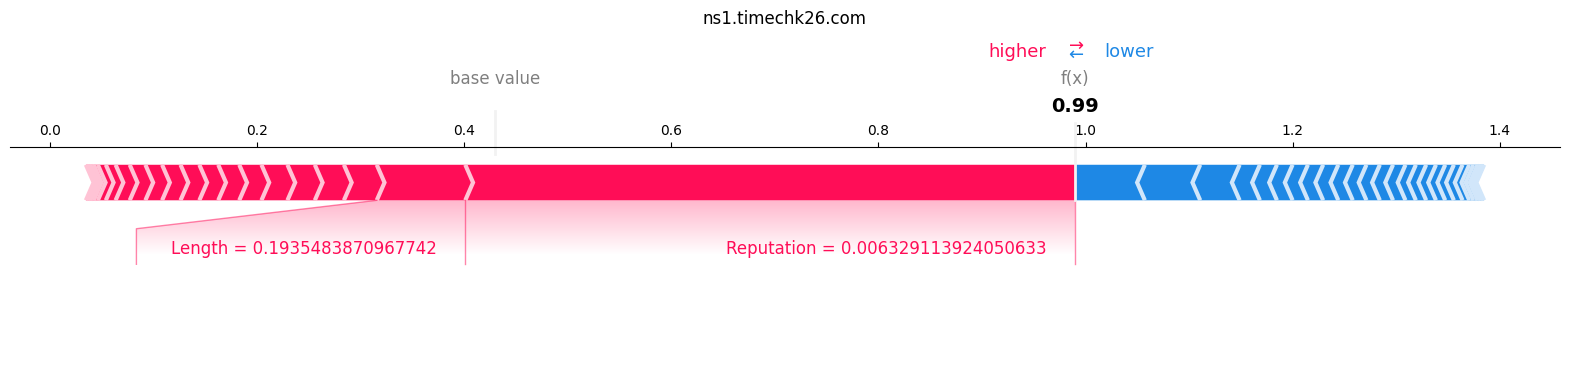 ns1.timechk26.com
higher → ← lower
base value f(x)
0.99
0.0 0.2 0.4 0.6 0.8 1.0 1.2 1.4
Length = 0.1935483870967742 Reputation = 0.006329113924050633